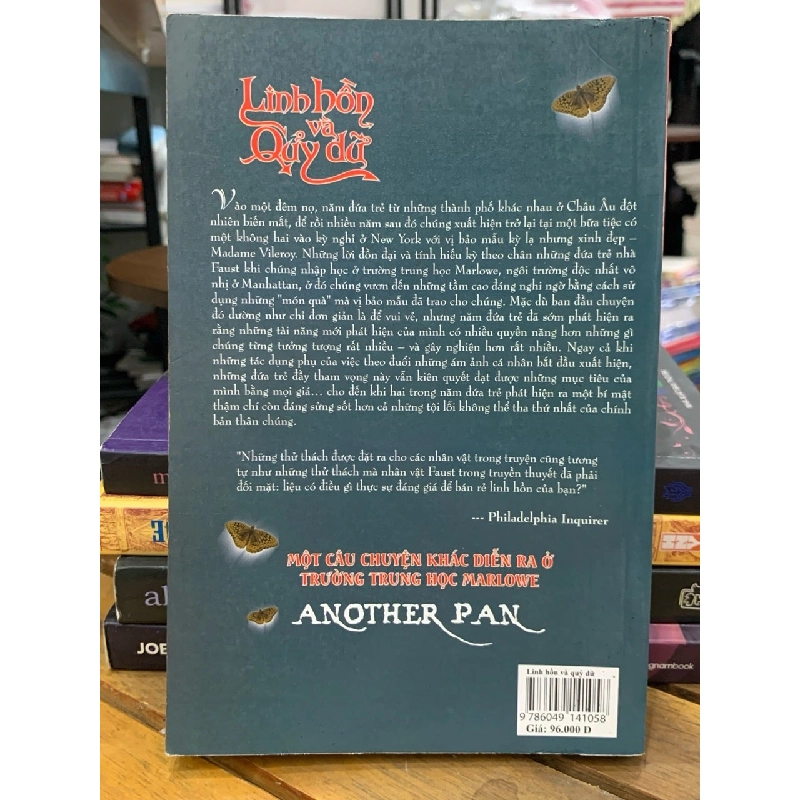 Linh hồn
và
Quỷ dữ
Vào một đêm nọ, năm đứa trẻ từ những thành phố khác nhau ở Châu Âu đột
nhiên biến mất, để rồi nhiều năm sau đó chúng xuất hiện trở lại tại một bữa tiệc có
một không hai vào kỳ nghỉ ở New York với vị bảo mẫu kỳ lạ nhưng xinh đẹp –
Madame Vileroy. Những lời đồn đại và tính hiếu kỳ theo chân những đứa trẻ nhà
Faust khi chúng nhập học ở trường trung học Marlowe, ngôi trường độc nhất vô
nhị ở Manhattan, ở đó chúng vươn đến những tầm cao đáng nghi ngờ bằng cách sử
dụng những "món quà" mà vị bảo mẫu đã trao cho chúng. Mặc dù ban đầu chuyện
đó dường như chỉ đơn giản là để vui vẻ, nhưng năm đứa trẻ đã sớm phát hiện ra
rằng những tài năng mới phát hiện của mình có nhiều quyền năng hơn những gì
chúng từng tưởng tượng rất nhiều – và gây nghiện hơn rất nhiều. Ngay cả khi
những tác dụng phụ của việc theo đuổi những ám ảnh cá nhân bắt đầu xuất hiện,
những đứa trẻ đầy tham vọng này vẫn kiên quyết đạt được những mục tiêu của
mình bằng mọi giá... cho đến khi hai trong năm đứa trẻ phát hiện ra một bí mật
thậm chí còn đáng sửng sốt hơn cả những tội lỗi không thể tha thứ nhất của chính
bản thân chúng.
"Những thử thách được đặt ra cho các nhân vật trong truyện cũng tương
tự như những thử thách mà nhân vật Faust trong truyền thuyết đã phải
đối mặt: liệu có điều gì thực sự đáng giá để bán rẻ linh hồn của bạn?"
--- Philadelphia Inquirer
MỘT CÂU CHUYỆN KHÁC DIỄN RA Ở
TRƯỜNG TRUNG HỌC MARLOWE
ANOTHER PAN
Linh hồn và quỷ dữ
9 786049 141058
Giá: 96.000 D
JOE
gnambook